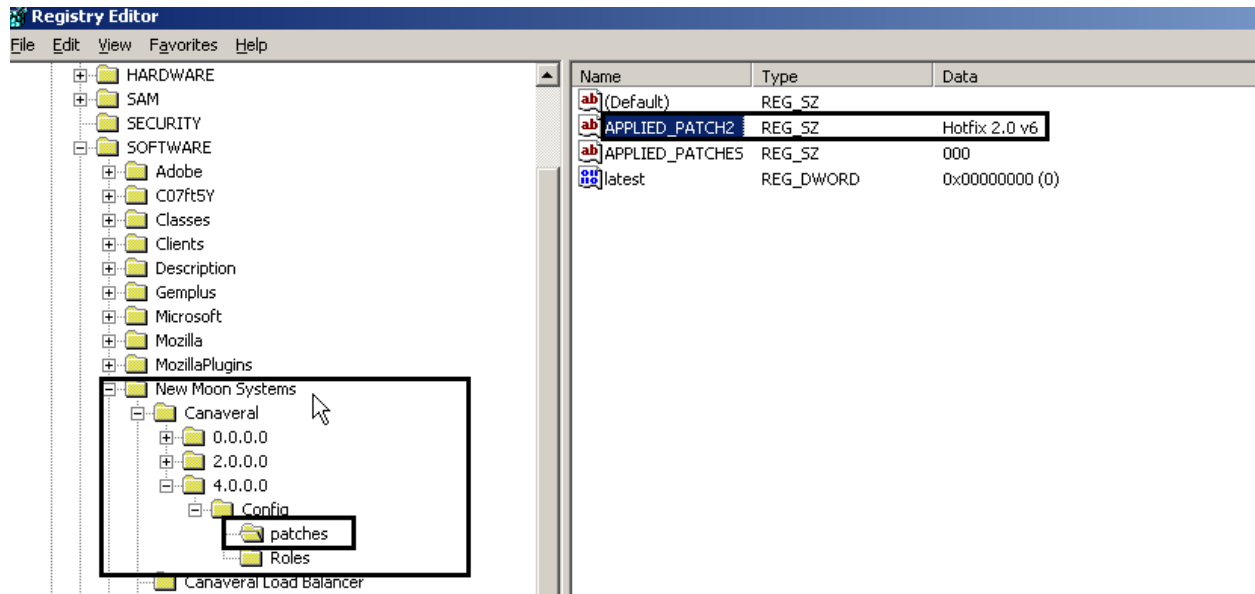 Registry Editor
File Edit View Favorites Help
HARDWARE
SAM
SECURITY
SOFTWARE
Adobe
C07ft5Y
Classes
Clients
Description
Gemplus
Microsoft
Mozilla
MozillaPlugins
New Moon Systems
Canaveral
0.0.0.0
2.0.0.0
4.0.0.0
Config
patches
Roles
Canaveral Load Balancer
Name Type Data
(Default) REG_SZ
APPLIED_PATCH2 REG_SZ Hotfix 2.0 v6
APPLIED_PATCHES REG_SZ 000
latest REG_DWORD 0x00000000 (0)